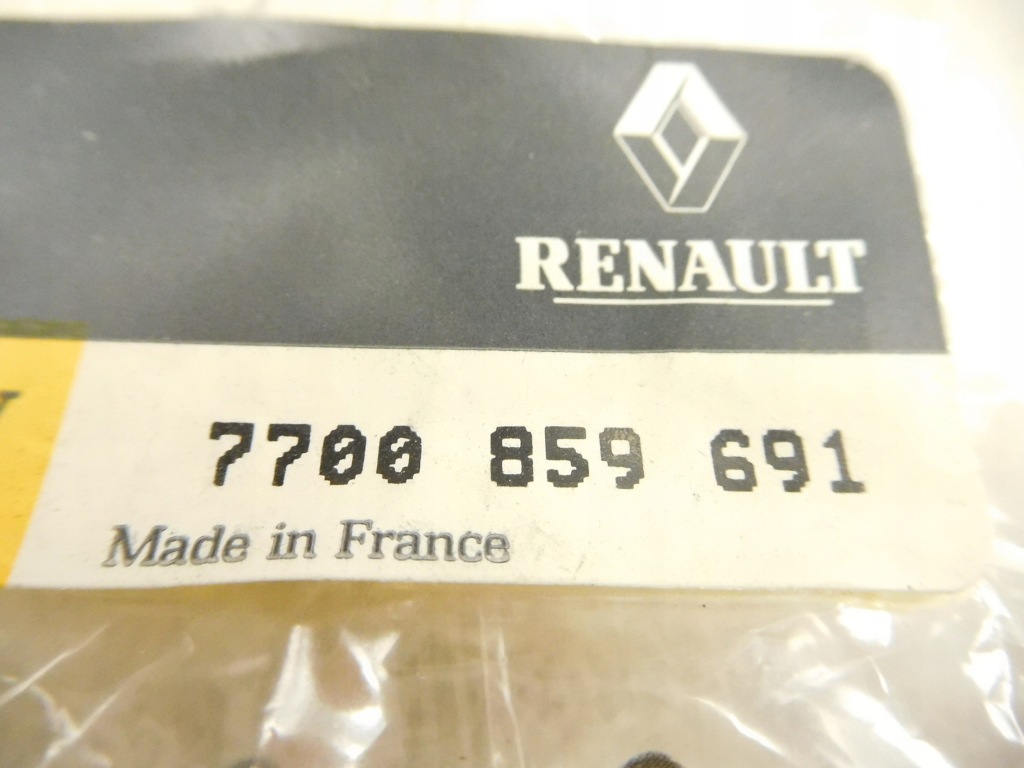 RENAULT
7700 859 691
Made in France